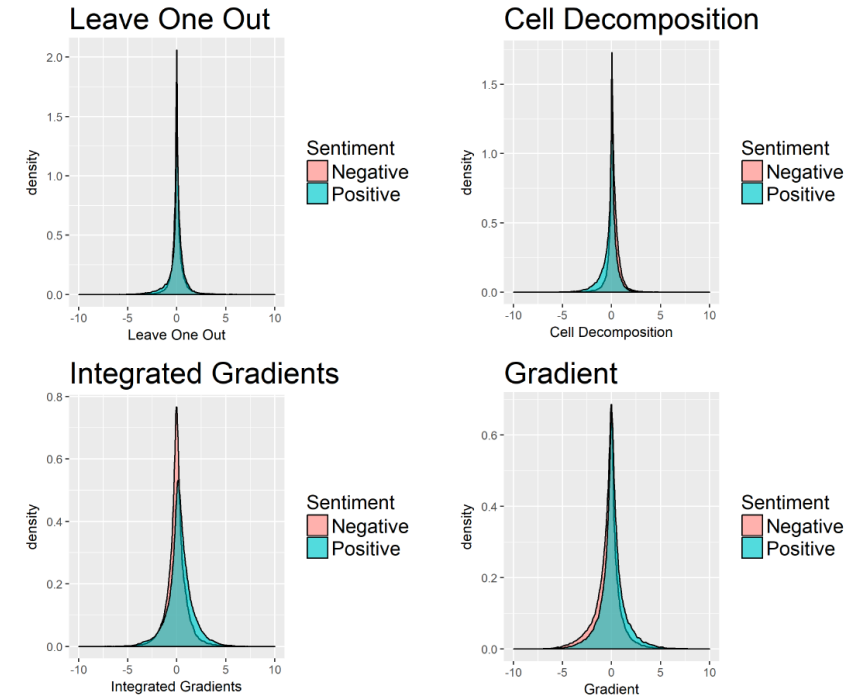 Leave One Out
2.0
1.5
1.0
0.5
0.0
density
-10 -5 0 5 10
Leave One Out
Sentiment
Negative
Positive
Cell Decomposition
1.5
1.0
0.5
0.0
density
-10 -5 0 5 10
Cell Decomposition
Sentiment
Negative
Positive
Integrated Gradients
0.8
0.6
0.4
0.2
0.0
density
-10 -5 0 5 10
Integrated Gradients
Sentiment
Negative
Positive
Gradient
0.6
0.4
0.2
0.0
density
-10 -5 0 5 10
Gradient
Sentiment
Negative
Positive